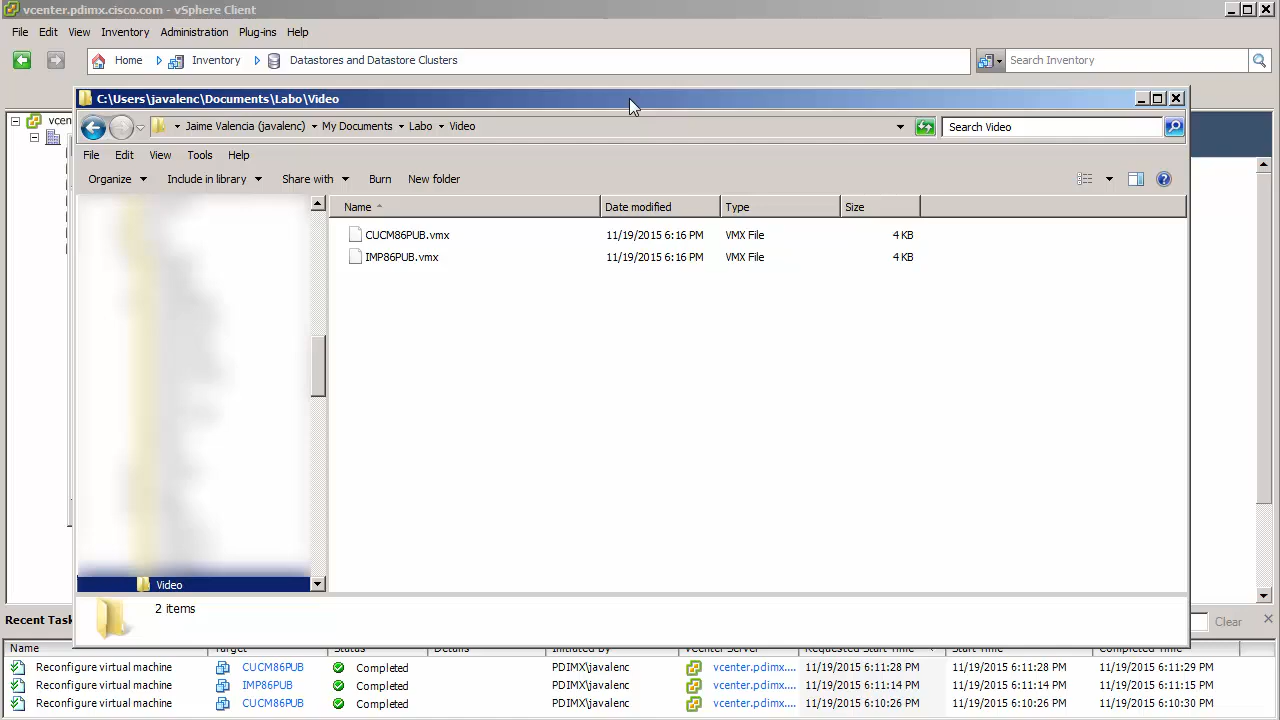 vcenter.pdimx.cisco.com - vSphere Client
File Edit View Inventory Administration Plug-ins Help
Home Inventory Datastores and Datastore Clusters Search Inventory
C:\Users\javalenc\Documents\Labo\Video
vcen
Jaime Valencia (javalenc) My Documents Labo Video Search Video
File Edit View Tools Help
Organize Include in library Share with Burn New folder
Name Date modified Type Size
CUCM86PUB.vmx 11/19/2015 6:16 PM VMX File 4 KB
IMP86PUB.vmx 11/19/2015 6:16 PM VMX File 4 KB
Video
2 items
Recent Task Clear
Name Target Status Details Initiated By vCenter Server Requested Start Time Start Time Completed Time
Reconfigure virtual machine CUCM86PUB Completed PDIMX\javalenc vcenter.pdimx.... 11/19/2015 6:11:28 PM 11/19/2015 6:11:28 PM 11/19/2015 6:11:29 PM
Reconfigure virtual machine IMP86PUB Completed PDIMX\javalenc vcenter.pdimx.... 11/19/2015 6:11:14 PM 11/19/2015 6:11:14 PM 11/19/2015 6:11:15 PM
Reconfigure virtual machine CUCM86PUB Completed PDIMX\javalenc vcenter.pdimx.... 11/19/2015 6:10:26 PM 11/19/2015 6:10:26 PM 11/19/2015 6:10:30 PM